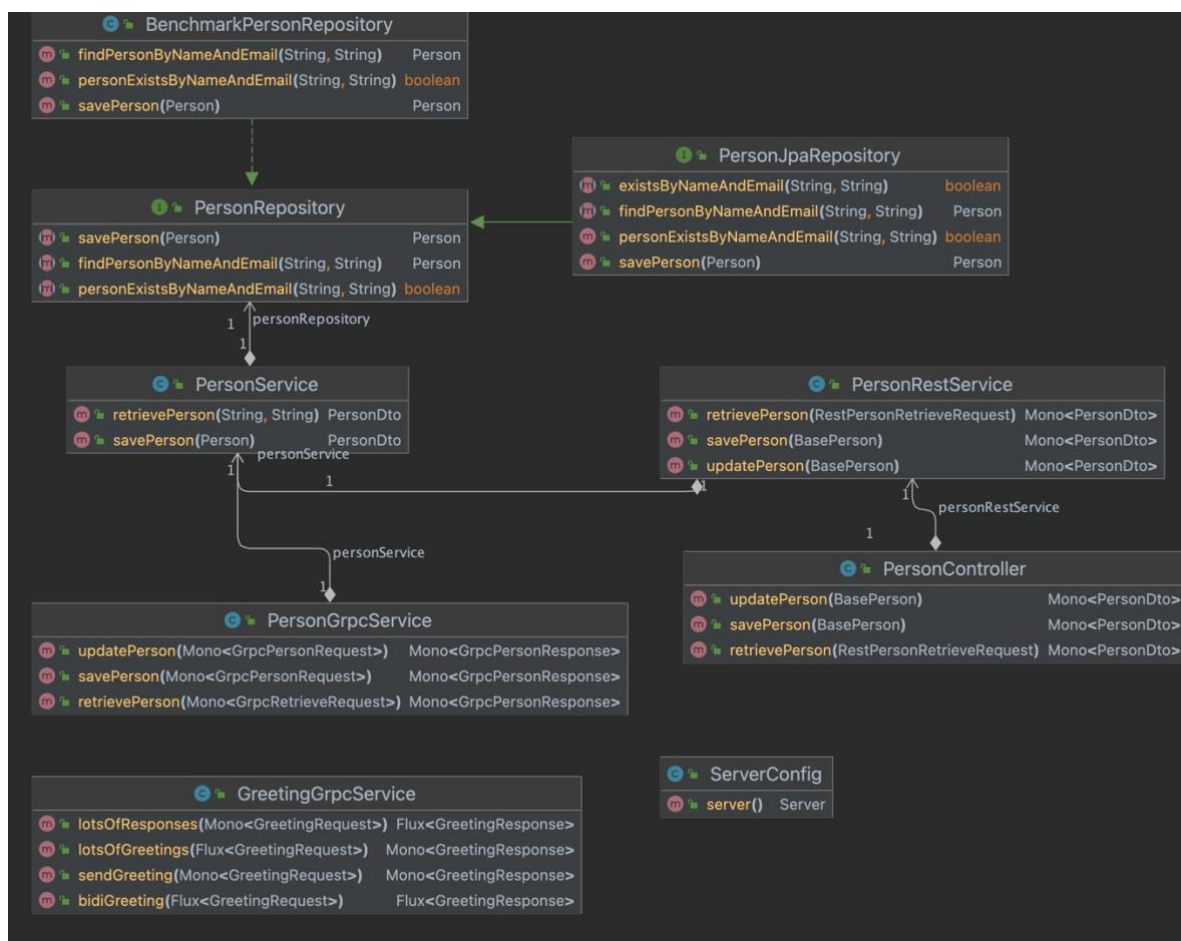 BenchmarkPersonRepository
findPersonByNameAndEmail(String, String) Person
personExistsByNameAndEmail(String, String) boolean
savePerson(Person) Person
PersonJpaRepository
existsByNameAndEmail(String, String) boolean
findPersonByNameAndEmail(String, String) Person
personExistsByNameAndEmail(String, String) boolean
savePerson(Person) Person
PersonRepository
savePerson(Person) Person
findPersonByNameAndEmail(String, String) Person
personExistsByNameAndEmail(String, String) boolean
1 personRepository
1
PersonService
retrievePerson(String, String) PersonDto
savePerson(Person) PersonDto
personService
1
1
PersonRestService
retrievePerson(RestPersonRetrieveRequest) Mono<PersonDto>
savePerson(BasePerson) Mono<PersonDto>
updatePerson(BasePerson) Mono<PersonDto>
1
1
personRestService
1
personService
1
PersonController
updatePerson(BasePerson) Mono<PersonDto>
savePerson(BasePerson) Mono<PersonDto>
retrievePerson(RestPersonRetrieveRequest) Mono<PersonDto>
PersonGrpcService
updatePerson(Mono<GrpcPersonRequest>) Mono<GrpcPersonResponse>
savePerson(Mono<GrpcPersonRequest>) Mono<GrpcPersonResponse>
retrievePerson(Mono<GrpcRetrieveRequest>) Mono<GrpcPersonResponse>
ServerConfig
server() Server
GreetingGrpcService
lotsOfResponses(Mono<GreetingRequest>) Flux<GreetingResponse>
lotsOfGreetings(Flux<GreetingRequest>) Mono<GreetingResponse>
sendGreeting(Mono<GreetingRequest>) Mono<GreetingResponse>
bidiGreeting(Flux<GreetingRequest>) Flux<GreetingResponse>